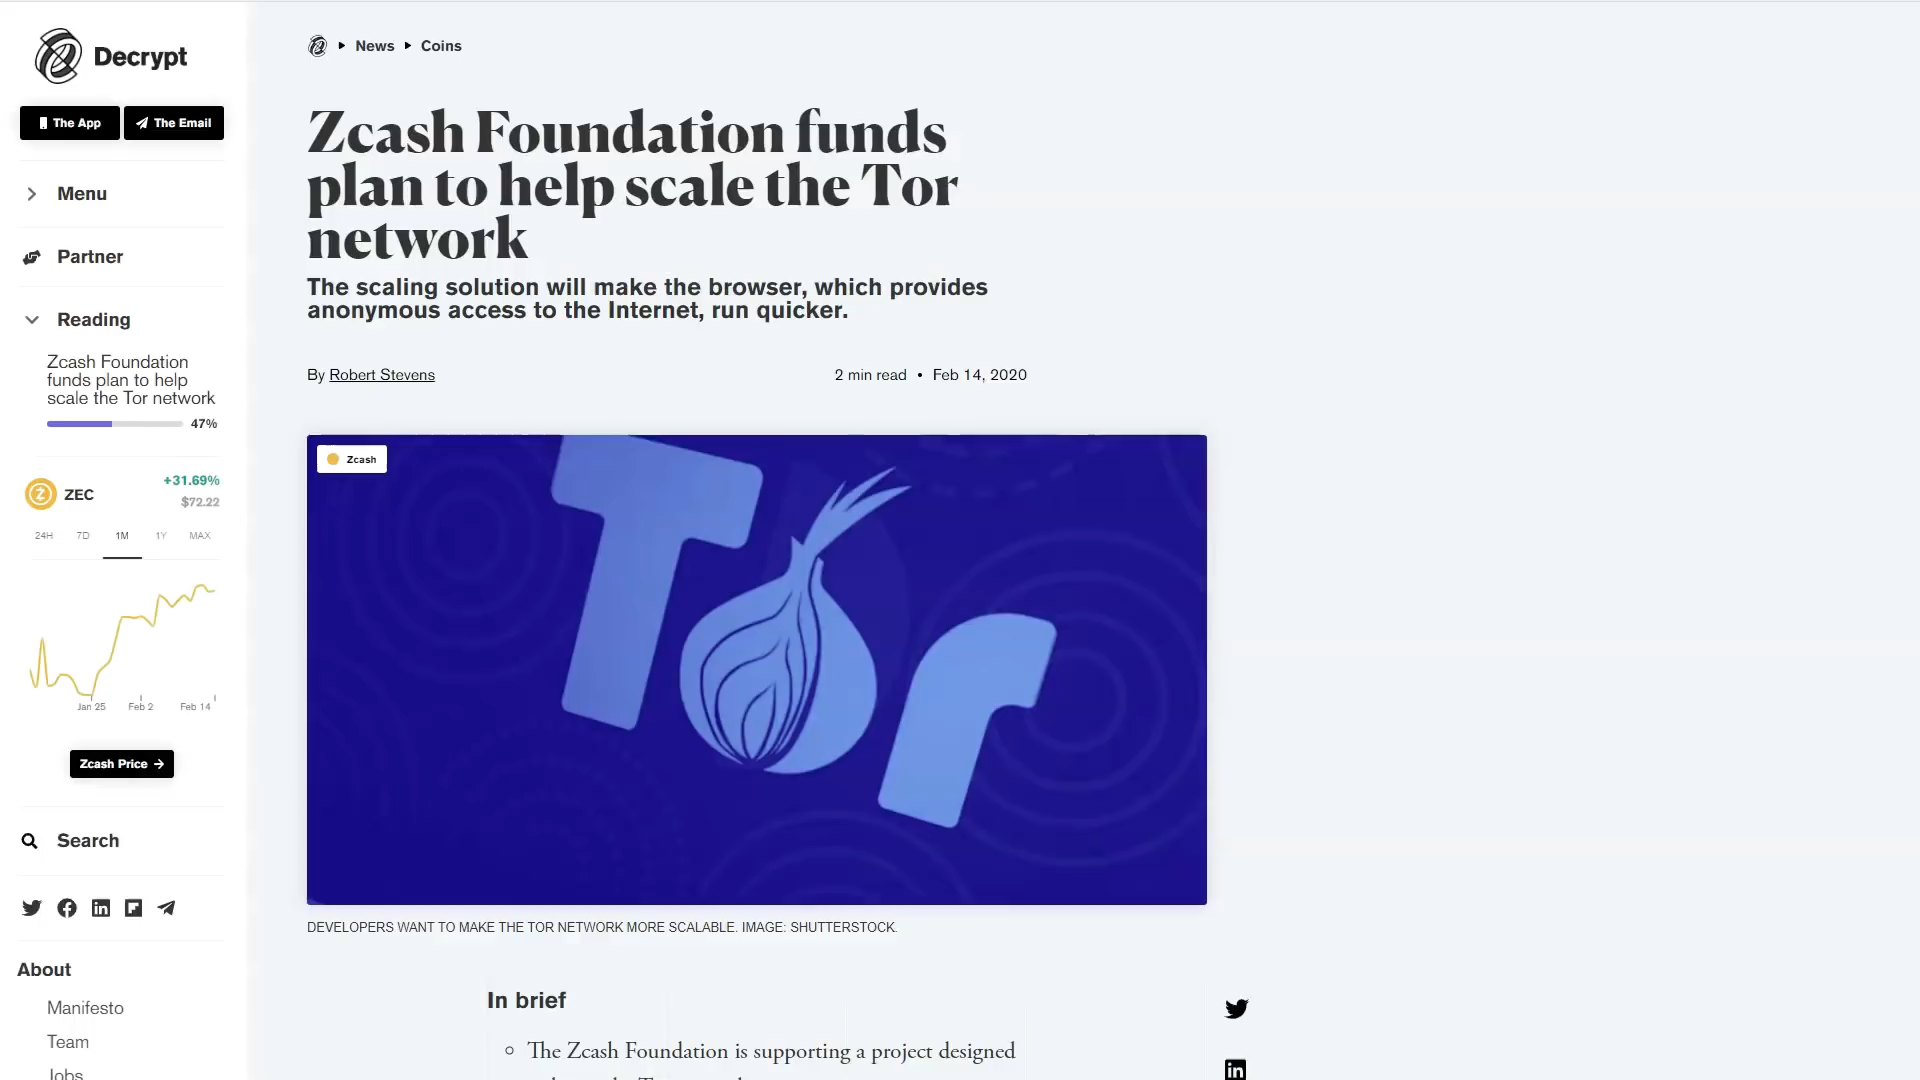 Decrypt
The App
The Email
Menu
Partner
Reading
Zcash Foundation
funds plan to help
scale the Tor network
47%
ZEC
+31.69%
$72.22
24H 7D 1M 1Y MAX
Jan 25 Feb 2 Feb 14
Zcash Price
Search
About
Manifesto
Team
Jobs
News Coins
Zcash Foundation funds
plan to help scale the Tor
network
The scaling solution will make the browser, which provides
anonymous access to the Internet, run quicker.
By Robert Stevens
2 min read • Feb 14, 2020
Zcash
Tor
DEVELOPERS WANT TO MAKE THE TOR NETWORK MORE SCALABLE. IMAGE: SHUTTERSTOCK.
In brief
The Zcash Foundation is supporting a project designed